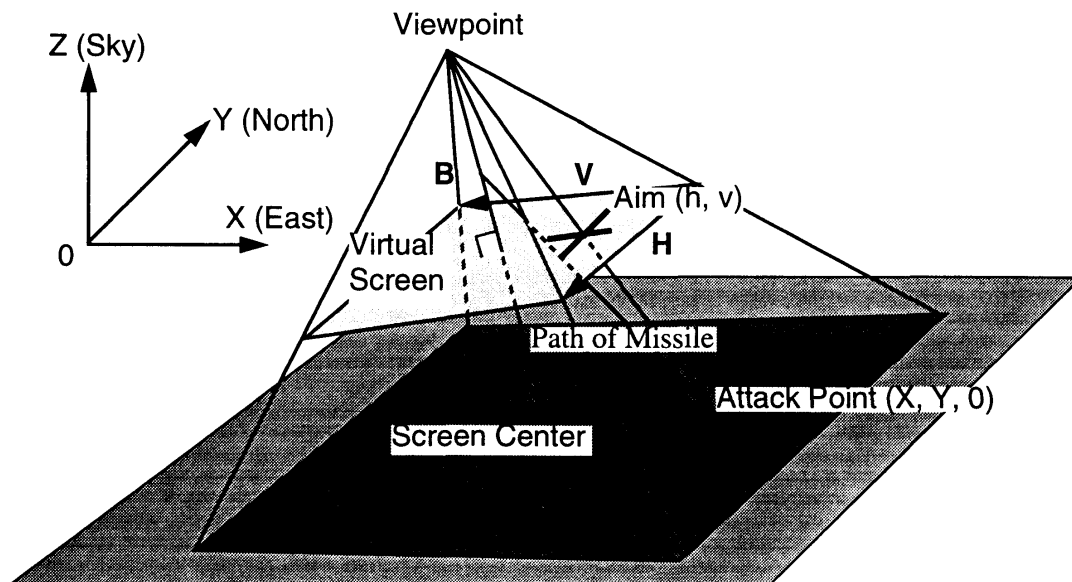 Viewpoint
Z (Sky)
Y (North)
B
V
Aim (h, v)
X (East)
0
Virtual
Screen
H
Path of Missile
Attack Point (X, Y, 0)
Screen Center